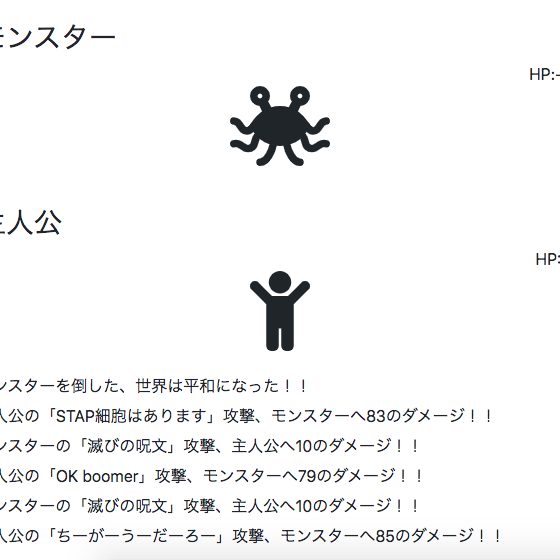 モンスター
HP:-
主人公
HP:
ンスターを倒した、世界は平和になった！！
人公の「STAP細胞はあります」攻撃、モンスターへ83のダメージ！！
ンスターの「滅びの呪文」攻撃、主人公へ10のダメージ！！
人公の「OK boomer」攻撃、モンスターへ79のダメージ！！
ンスターの「滅びの呪文」攻撃、主人公へ10のダメージ！！
人公の「ちーがーうーだーろー」攻撃、モンスターへ85のダメージ！！